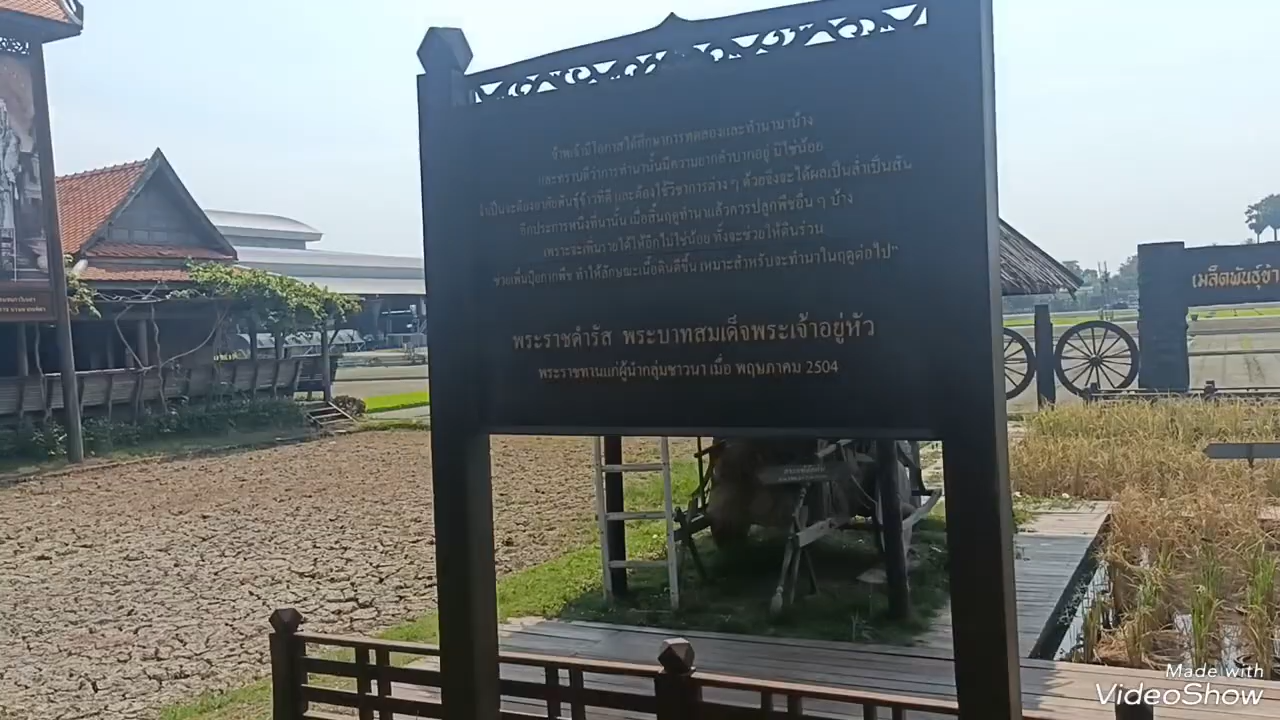 ข้าพเจ้ามีโอกาสได้ศึกษาการทดลองและทำนามาบ้าง
และทราบดีว่าการทำนานั้นมีความยากลำบากอยู่ มิใช่น้อย
จำเป็นจะต้องอาศัยพันธุ์ข้าวที่ดี และต้องใช้วิชาการต่าง ๆ ด้วยจึงจะได้ผลเป็นล่ำเป็นสัน
อีกประการหนึ่งที่นานั้น เมื่อสิ้นฤดูทำนาแล้วควรปลูกพืชอื่น ๆ บ้าง
เพราะจะเพิ่มรายได้ให้อีกไม่ใช่น้อย ทั้งจะช่วยให้ดินร่วน
ช่วยเพิ่มปุ๋ยกากพืช ทำให้ลักษณะเนื้อดินดีขึ้น เหมาะสำหรับจะทำนาในฤดูต่อไป"
พระราชดำรัส พระบาทสมเด็จพระเจ้าอยู่หัว
พระราชทานแก่ผู้นำกลุ่มชาวนา เมื่อ พฤษภาคม 2504
เมล็ดพันธุ์ข้า
Made with
VideoShow